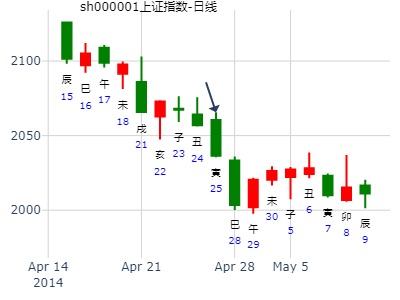 sh000001上证指数-日线
2100
2050
2000
辰
15
巳
16
午
17
未
18
戌
21
亥
22
子
23
丑
24
寅
25
巳
28
午
29
未
30
子
5
丑
6
寅
7
卯
8
辰
9
Apr 14
2014
Apr 21
Apr 28
May 5